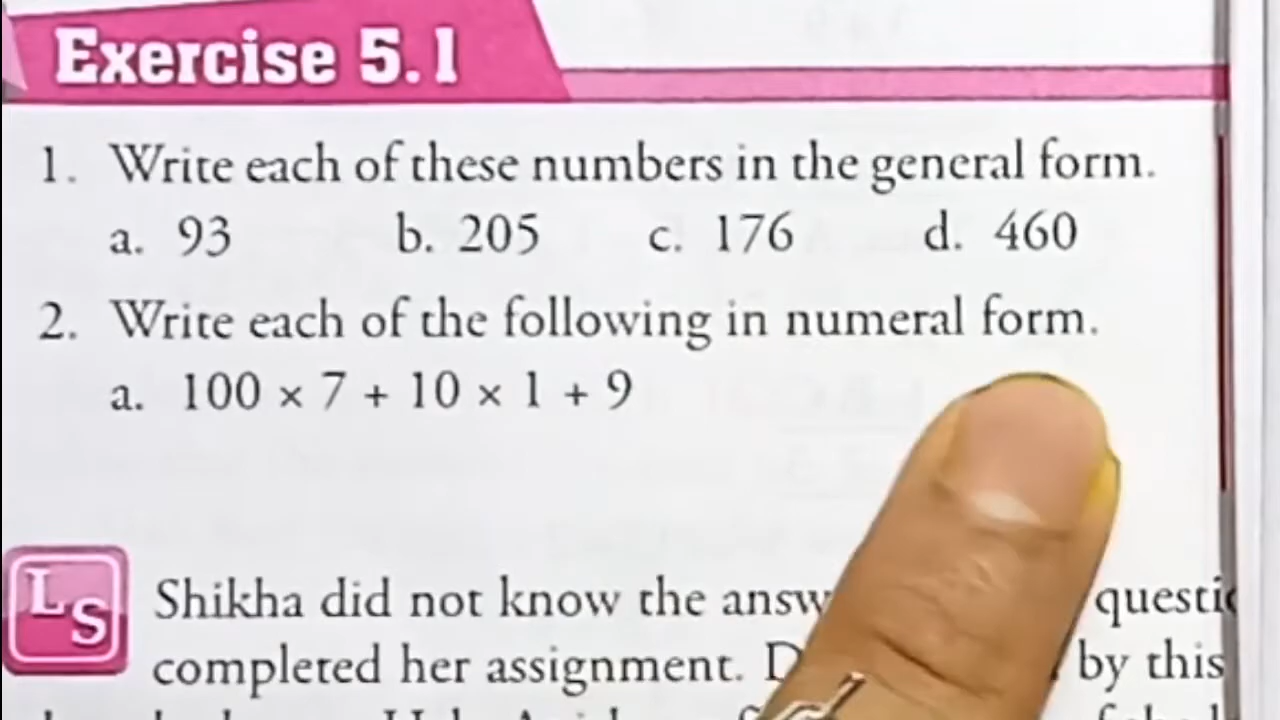 Exercise 5.1
1. Write each of these numbers in the general form.
a. 93 b. 205 c. 176 d. 460
2. Write each of the following in numeral form.
a. 100 × 7 + 10 × 1 + 9
LS
Shikha did not know the
completed her assignment. by this